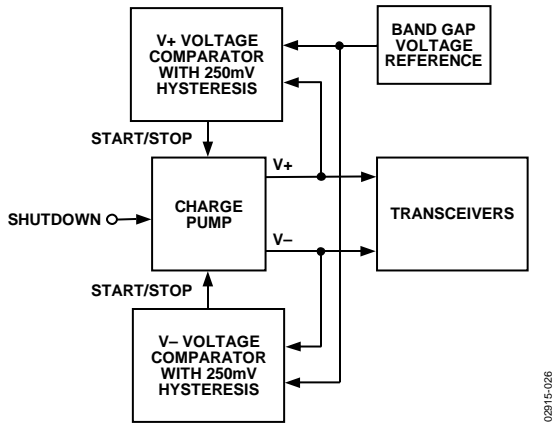 V+ VOLTAGE
COMPARATOR
WITH 250mV
HYSTERESIS
BAND GAP
VOLTAGE
REFERENCE
START/STOP
V+
SHUTDOWN
CHARGE
PUMP
TRANSCEIVERS
V–
START/STOP
V– VOLTAGE
COMPARATOR
WITH 250mV
HYSTERESIS
02915-026